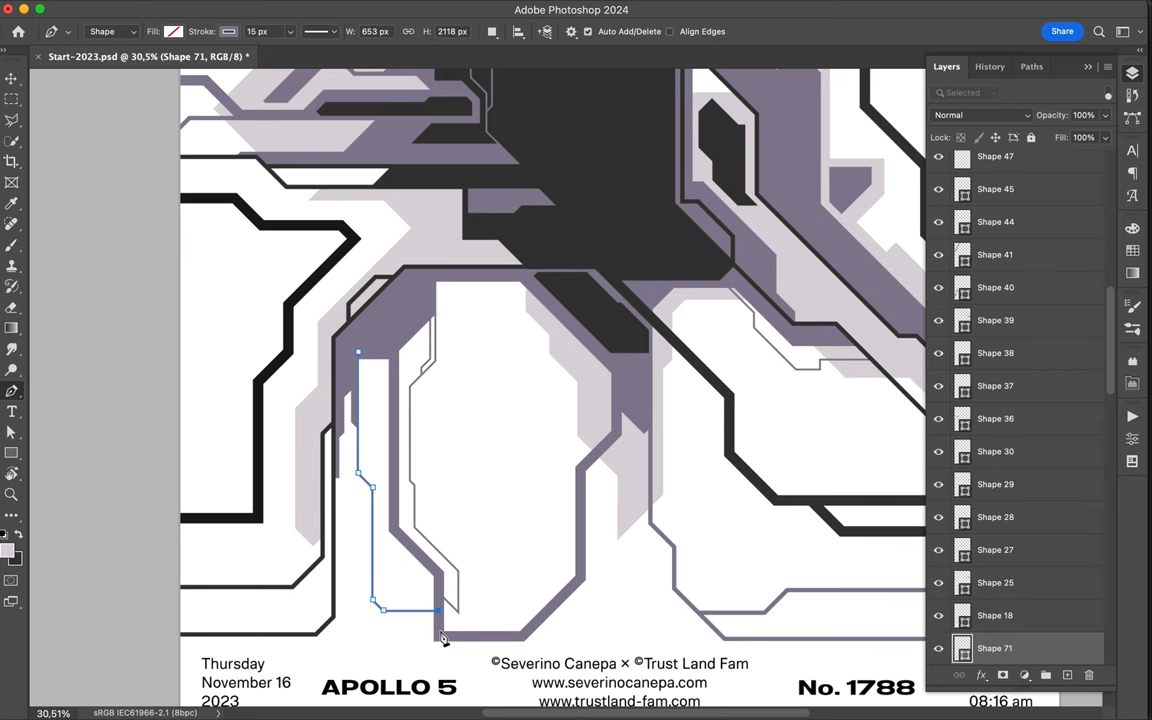 Adobe Photoshop 2024
Shape Fill: Stroke: 15 px W: 653 px H: 2118 px Auto Add/Delete Align Edges Share
× Start-2023.psd @ 30,5% (Shape 71, RGB/8) *
Layers History Paths
Selected
Normal Opacity: 100%
Lock: Fill: 100%
Shape 47
Shape 45
Shape 44
Shape 41
Shape 40
Shape 39
Shape 38
Shape 37
Shape 36
Shape 30
Shape 29
Shape 28
Shape 27
Shape 25
Shape 18
Shape 71
fx
Thursday
November 16
2023
APOLLO 5
©Severino Canepa × ©Trust Land Fam
www.severinocanepa.com
www.trustland-fam.com
No. 1788
08:16 am
30,51% sRGB IEC61966-2.1 (8bpc)